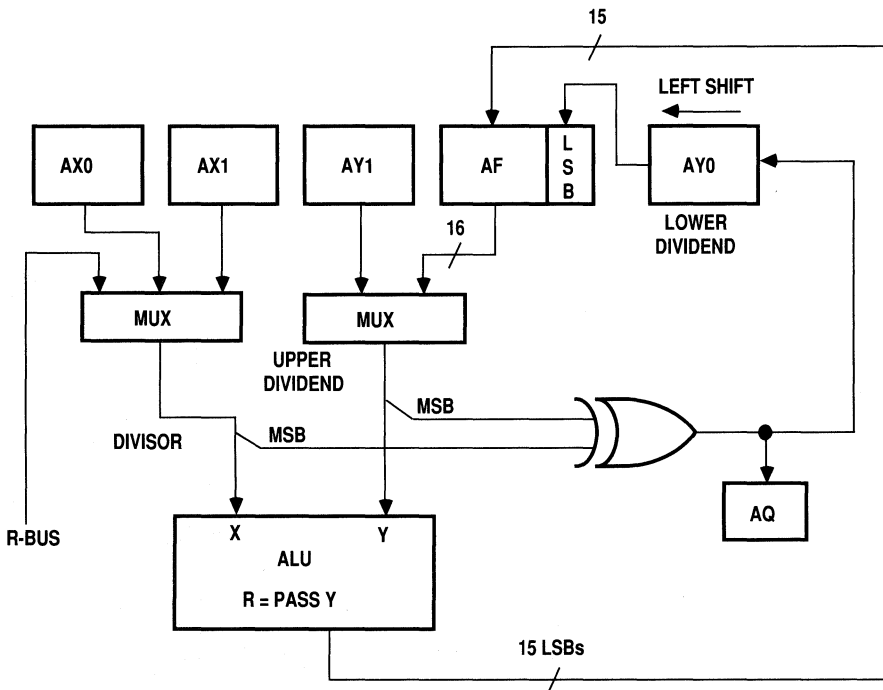 15
LEFT SHIFT
AX0
AX1
AY1
AF
L
S
B
AY0
LOWER
DIVIDEND
16
MUX
MUX
UPPER
DIVIDEND
MSB
DIVISOR
MSB
R-BUS
X
Y
AQ
ALU
R = PASS Y
15 LSBs